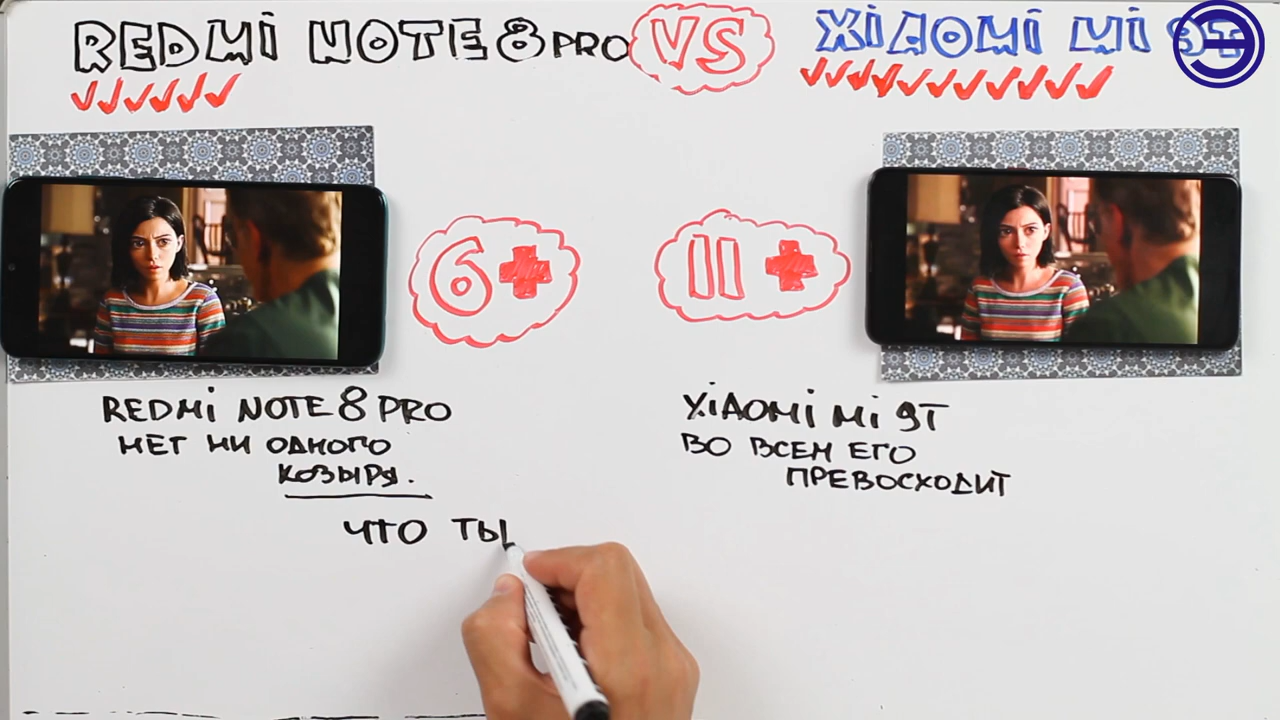 REDMi NOTE 8 PRO VS XiAOMi Mi 9T
6+
11+
REDMi NOTE 8 PRO
НЕТ НИ ОДНОГО
КОЗЫРЯ.
XiAOMi Mi 9T
ВО ВСЕМ ЕГО
ПРЕВОСХОДИТ
ЧТО ТЫ